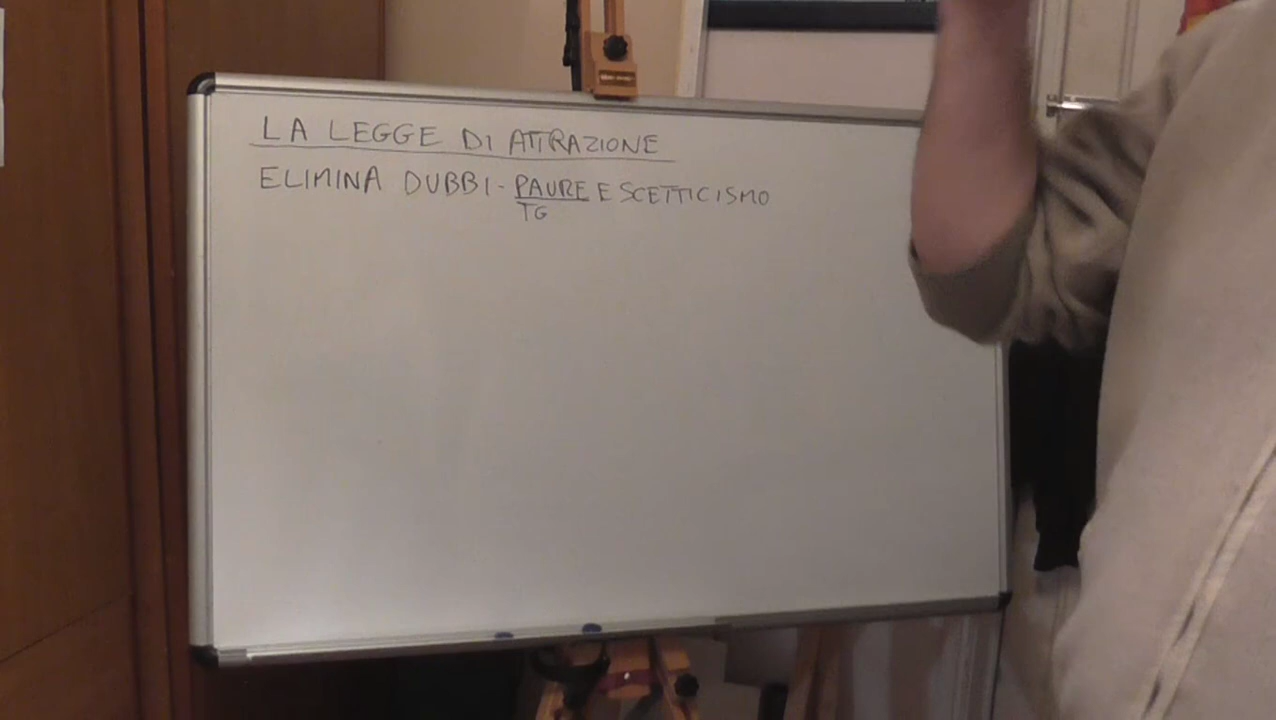 LA LEGGE DI ATTRAZIONE
ELIMINA DUBBI - PAURE E SCETTICISMO
TG